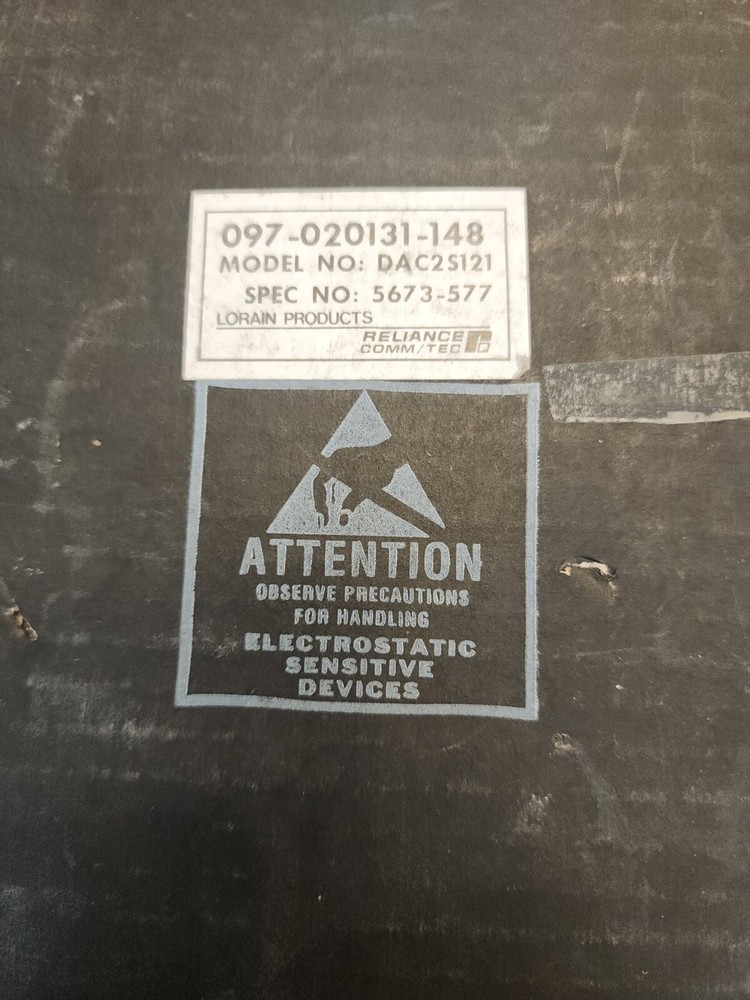 097-020131-148
MODEL NO: DAC2S121
SPEC NO: 5673-577
LORAIN PRODUCTS
RELIANCE
COMM/TEC
ATTENTION
OBSERVE PRECAUTIONS
FOR HANDLING
ELECTROSTATIC
SENSITIVE
DEVICES